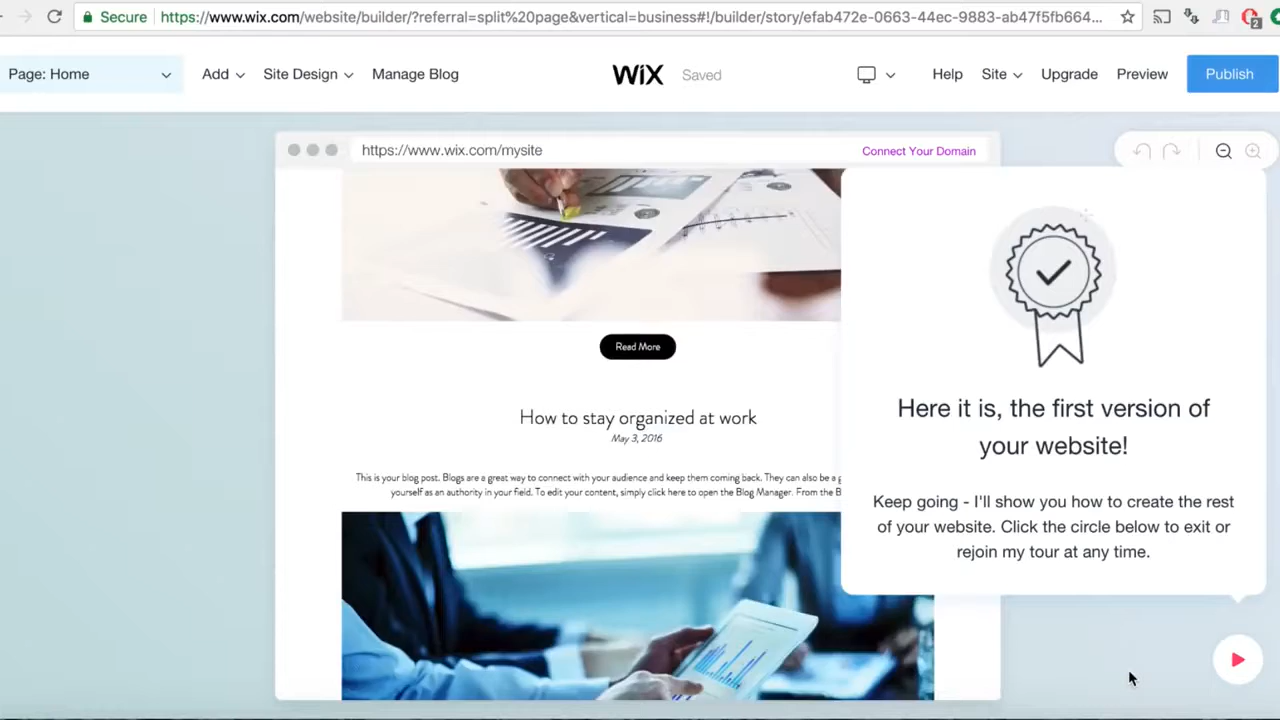 Secure https://www.wix.com/website/builder/?referral=split%20page&vertical=business#!/builder/story/efab472e-0663-44ec-9883-ab47f5fb664... 2
Page: Home Add Site Design Manage Blog WiX Saved Help Site Upgrade Preview Publish
https://www.wix.com/mysite Connect Your Domain
Read More
How to stay organized at work
May 3, 2016
This is your blog post. Blogs are a great way to connect with your audience and keep them coming back. They can also be a g
yourself as an authority in your field. To edit your content, simply click here to open the Blog Manager. From the B
Here it is, the first version of
your website!
Keep going - I'll show you how to create the rest
of your website. Click the circle below to exit or
rejoin my tour at any time.